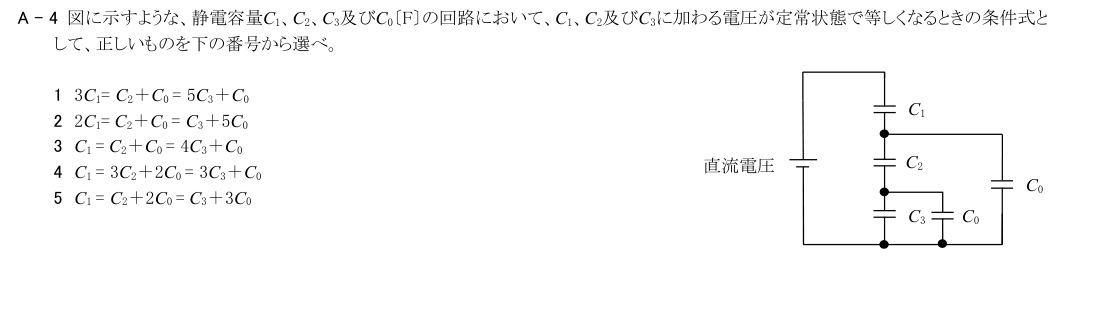 A－4 図に示すような、静電容量C₁、C₂、C₃及びC₀〔F〕の回路において、C₁、C₂及びC₃に加わる電圧が定常状態で等しくなるときの条件式と
して、正しいものを下の番号から選べ。
1 3C₁= C₂＋C₀= 5C₃＋C₀
2 2C₁= C₂＋C₀= C₃＋5C₀
3 C₁= C₂＋C₀= 4C₃＋C₀
4 C₁= 3C₂＋2C₀= 3C₃＋C₀
5 C₁= C₂＋2C₀= C₃＋3C₀
C₁
直流電圧
C₂
C₀
C₃
C₀